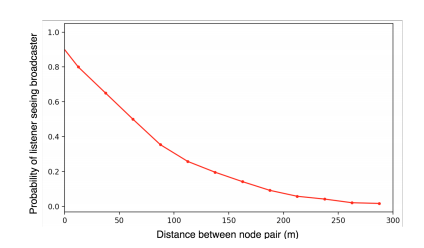 Probability of listener seeing broadcaster
1.0
0.8
0.6
0.4
0.2
0.0
0 50 100 150 200 250 300
Distance between node pair (m)